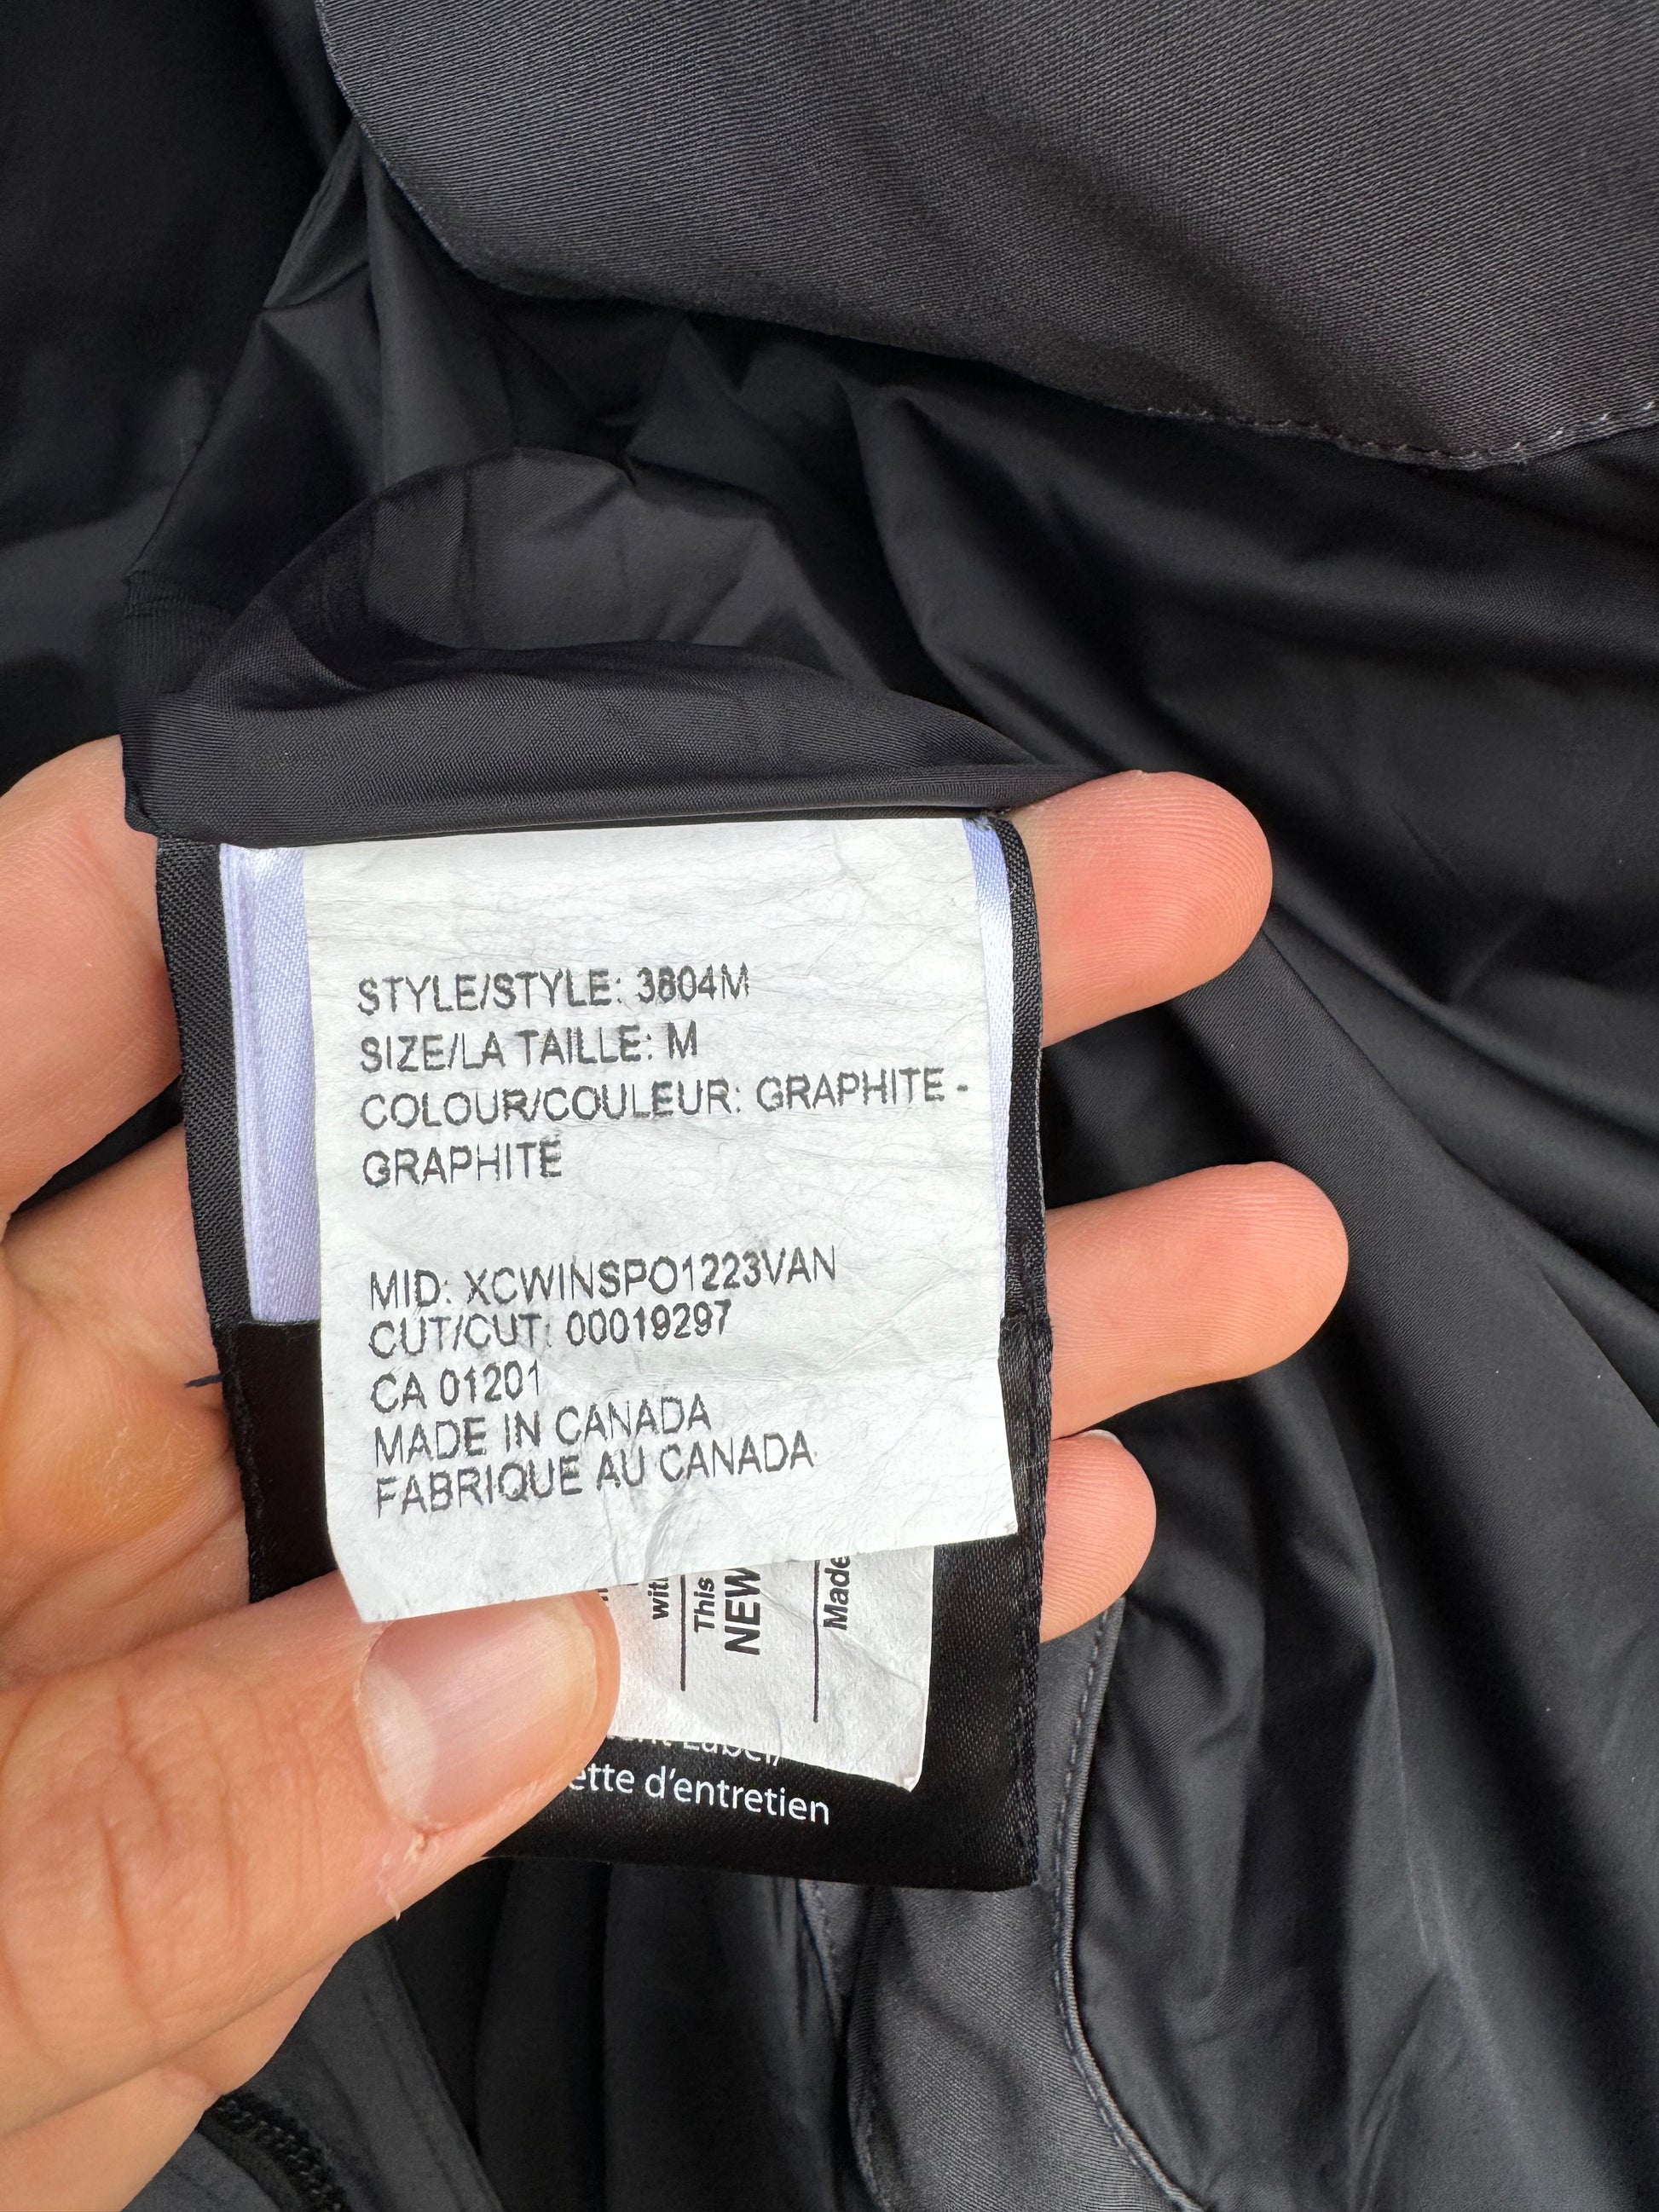 STYLE/STYLE: 3804M
SIZE/LA TAILLE: M
COLOUR/COULEUR: GRAPHITE -
GRAPHITE
MID: XCWINSPO1223VAN
CUT/CUT: 00019297
CA 01201
MADE IN CANADA
FABRIQUE AU CANADA
This
NEW
Made
d'entretien